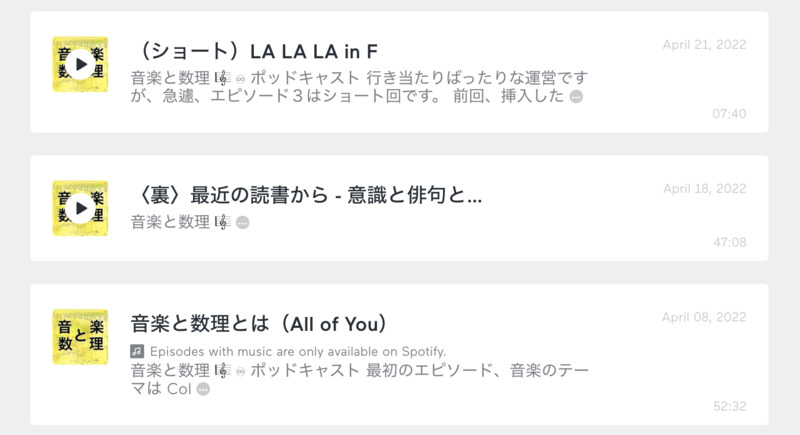 （ショート）LA LA LA in F
April 21, 2022
音楽と数理 🎼 ♾ ポッドキャスト 行き当たりばったりな運営です
が、急遽、エピソード３はショート回です。 前回、挿入した
07:40
音楽
数理
〈裏〉最近の読書から - 意識と俳句と...
April 18, 2022
音楽と数理 🎼
47:08
音楽
数理
音楽と数理とは（All of You）
April 08, 2022
Episodes with music are only available on Spotify.
音楽と数理 🎼 ♾ ポッドキャスト 最初のエピソード、音楽のテー
マは Col
52:32
音楽
と
数理